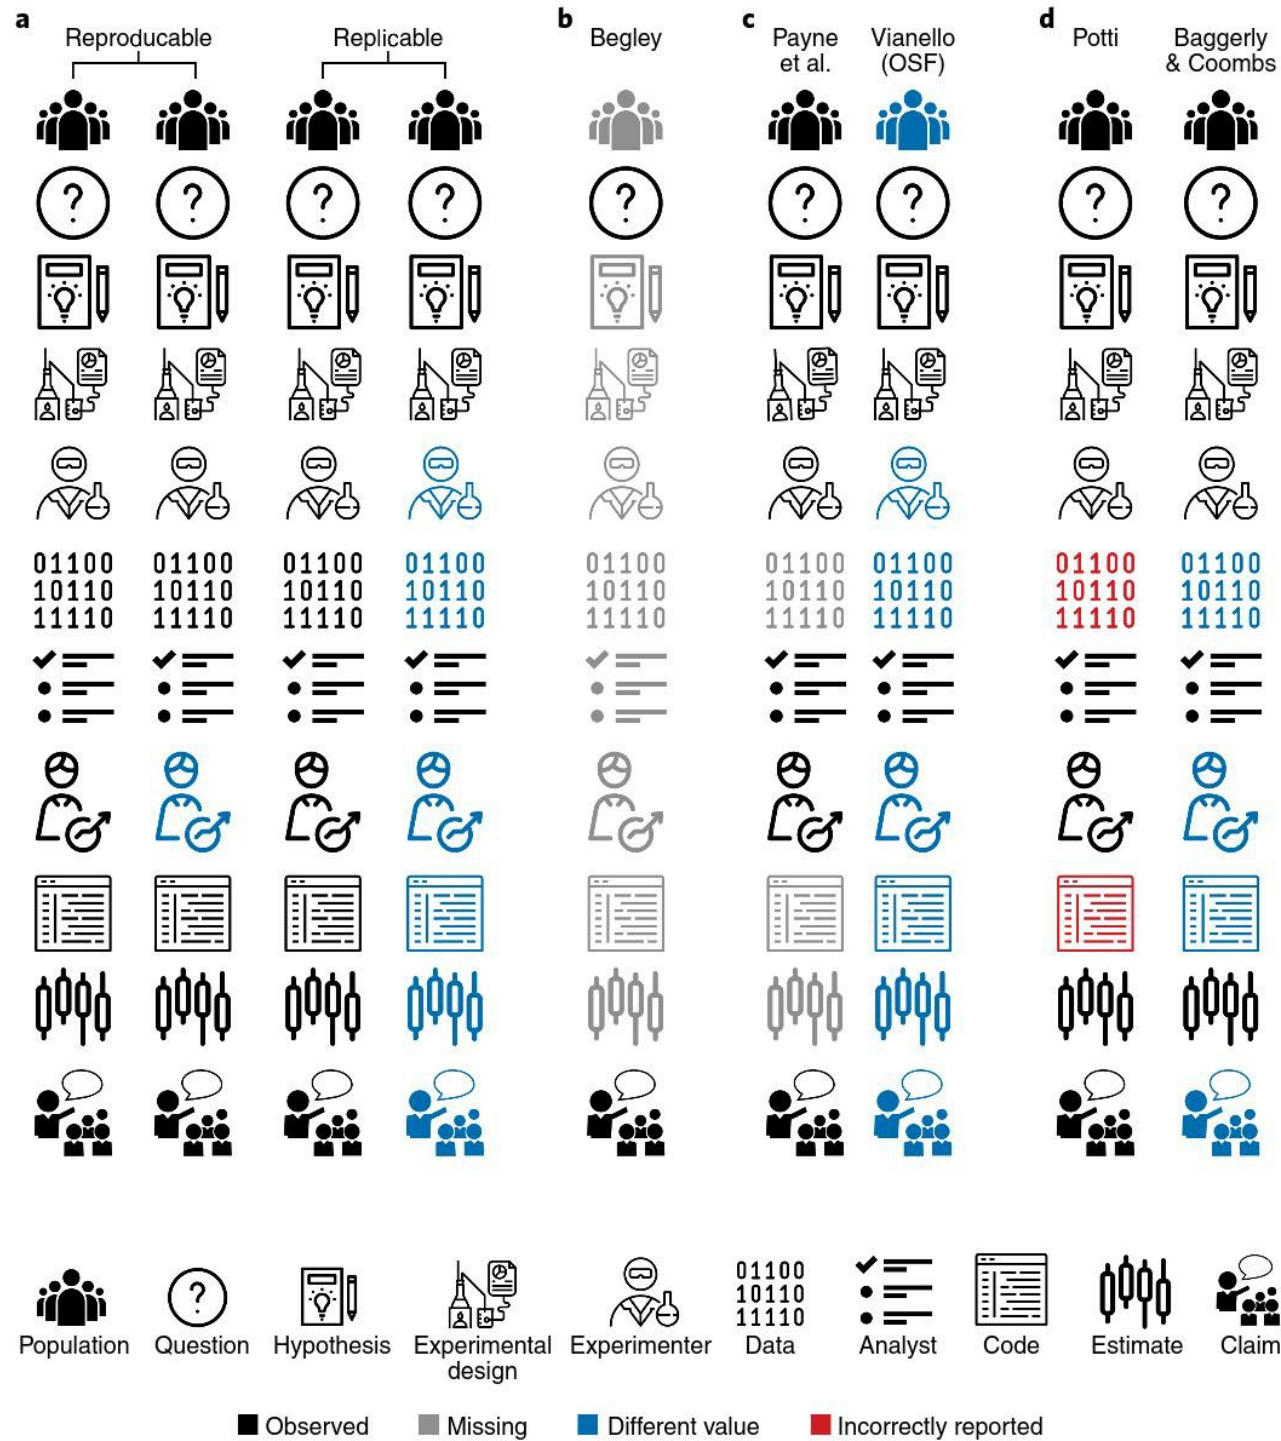 a
Reproducable
Replicable
b
Begley
c
Payne
et al.
Vianello
(OSF)
d
Potti
Baggerly
& Coombs
? ? ? ? ? ? ? ? ?
01100 01100 01100 01100 01100 01100 01100 01100 01100
10110 10110 10110 10110 10110 10110 10110 10110 10110
11110 11110 11110 11110 11110 11110 11110 11110 11110
?
01100
10110
11110
Population
Question
Hypothesis
Experimental
design
Experimenter
Data
Analyst
Code
Estimate
Claim
Observed
Missing
Different value
Incorrectly reported